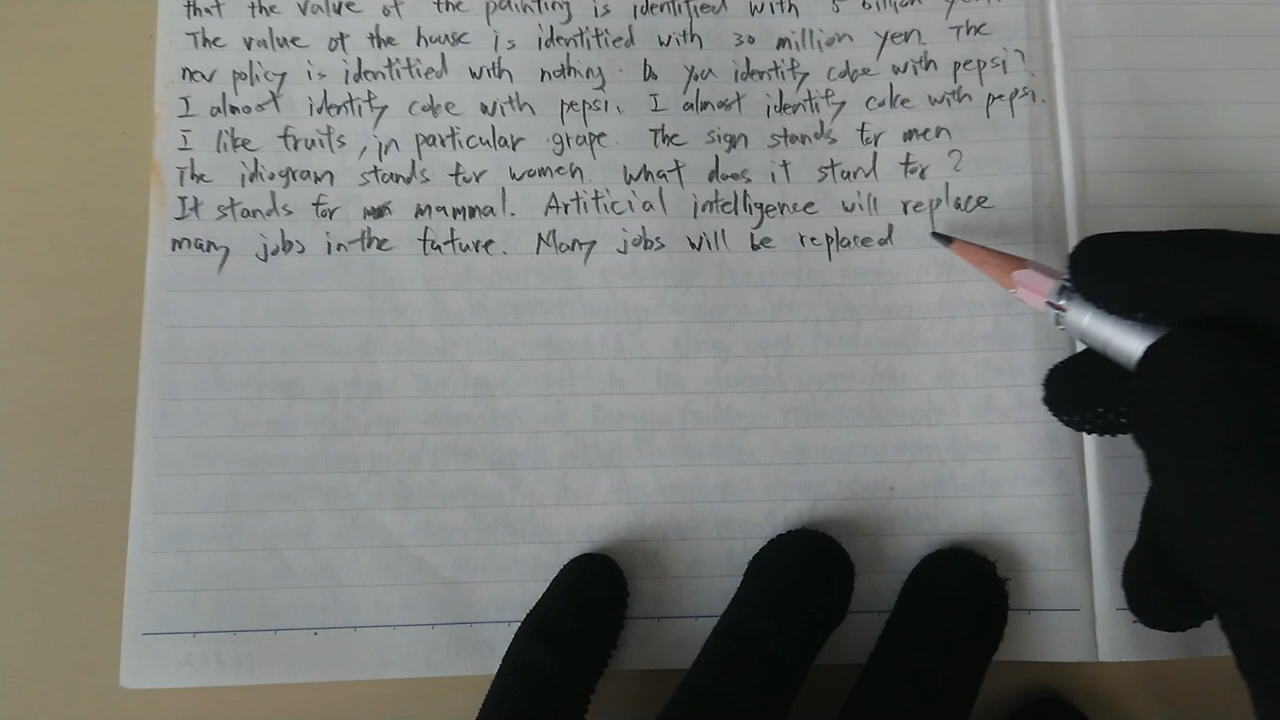 that the value of the painting is identified with 5 billion yen.
The value of the house is identified with 30 million yen. The
new policy is identified with nothing. Do you identify coke with pepsi?
I almost identify coke with pepsi. I almost identify coke with pepsi.
I like fruits, in particular grape. The sign stands for men
The idiogram stands for women. What does it stand for?
It stands for mammal. Artificial intelligence will replace
many jobs in the future. Many jobs will be replaced